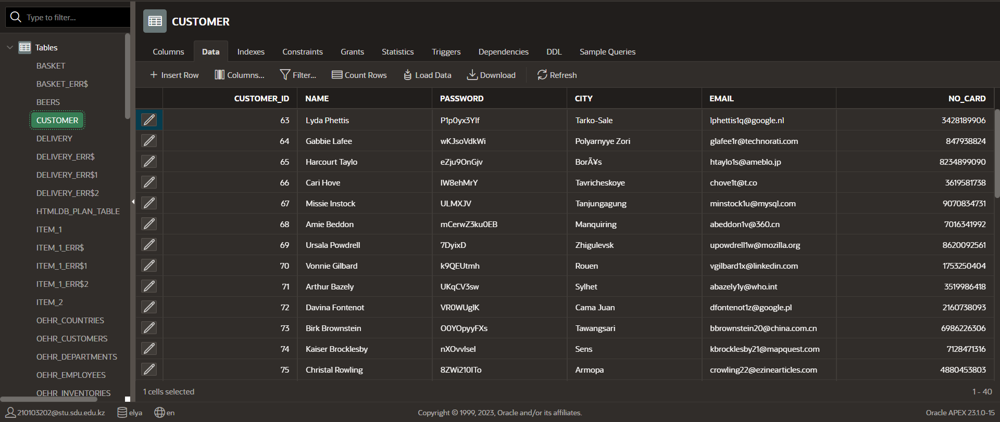 Type to filter...
Tables
BASKET
BASKET_ERR$
BEERS
CUSTOMER
DELIVERY
DELIVERY_ERR$
DELIVERY_ERR$1
DELIVERY_ERR$2
HTMLDB_PLAN_TABLE
ITEM_1
ITEM_1_ERR$
ITEM_1_ERR$1
ITEM_1_ERR$2
ITEM_2
OEHR_COUNTRIES
OEHR_CUSTOMERS
OEHR_DEPARTMENTS
OEHR_EMPLOYEES
OEHR_INVENTORIES
CUSTOMER
Columns Data Indexes Constraints Grants Statistics Triggers Dependencies DDL Sample Queries
Insert Row Columns... Filter... Count Rows Load Data Download Refresh
CUSTOMER_ID NAME PASSWORD CITY EMAIL NO_CARD
63 Lyda Phettis P1p0yx3YIf Tarko-Sale lphettis1q@google.nl 3428189906
64 Gabbie Lafee wKJsoVdkWi Polyarnyye Zori glafee1r@technorati.com 847938824
65 Harcourt Taylo eZju9OnGjv BorÃ¥s htaylo1s@ameblo.jp 8234899090
66 Cari Hove IW8ehMrY Tavricheskoye chove1t@t.co 3619581738
67 Missie Instock ULMXJV Tanjungagung minstock1u@mysql.com 9070834731
68 Amie Beddon mCerwZ3ku0EB Manquiring abeddon1v@360.cn 7016341992
69 Ursala Powdrell 7DyixD Zhigulevsk upowdrell1w@mozilla.org 8620092561
70 Vonnie Gilbard k9QEUtmh Rouen vgilbard1x@linkedin.com 1753250404
71 Arthur Bazely UKqCV3sw Sylhet abazely1y@who.int 3519986418
72 Davina Fontenot VR0WUglK Cama Juan dfontenot1z@google.pl 2160738093
73 Birk Brownstein O0YOpyyFXs Tawangsari bbrownstein20@china.com.cn 6986226306
74 Kaiser Brocklesby nXOvvIseI Sens kbrocklesby21@mapquest.com 7128471316
75 Christal Rowling 8ZWi210ITo Armopa crowling22@ezinearticles.com 4880453803
1 cells selected 1 - 40
210103202@stu.sdu.edu.kz elya en Copyright © 1999, 2023, Oracle and/or its affiliates. Oracle APEX 23.1.0-15